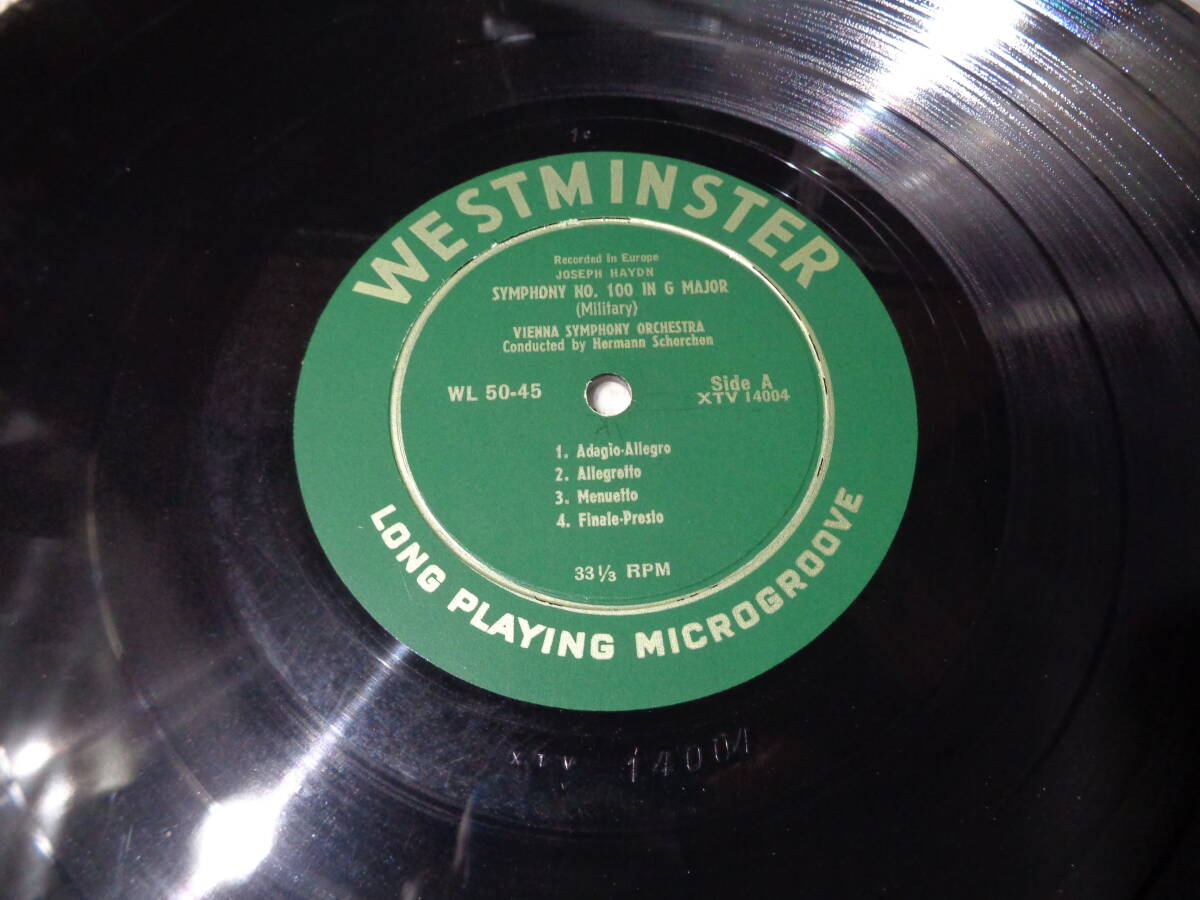 WESTMINSTER
Recorded In Europe
JOSEPH HAYDN
SYMPHONY NO. 100 IN G MAJOR
(Military)
VIENNA SYMPHONY ORCHESTRA
Conducted by Hermann Scherchen
WL 50-45
Side A
XTV 14004
1. Adagio-Allegro
2. Allegretto
3. Menuetto
4. Finale-Presto
33 1/3 RPM
LONG PLAYING MICROGROOVE
XTV 14004